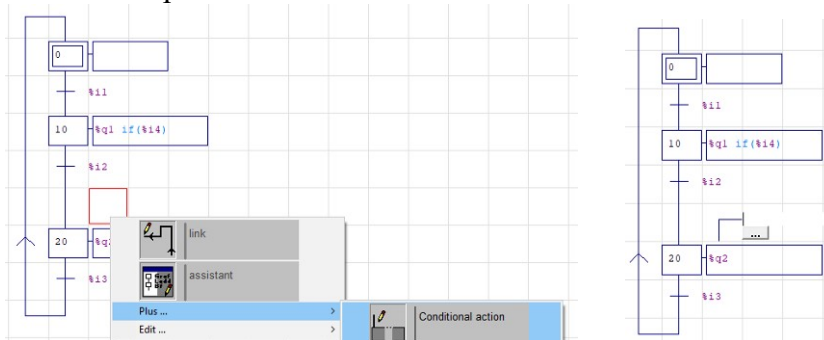 0
%i1
10 %q1 if(%i4)
%i2
20 %q2
%i3
link
assistant
Plus ... >
Edit ... >
Conditional action
0
%i1
10 %q1 if(%i4)
%i2
...
20 %q2
%i3